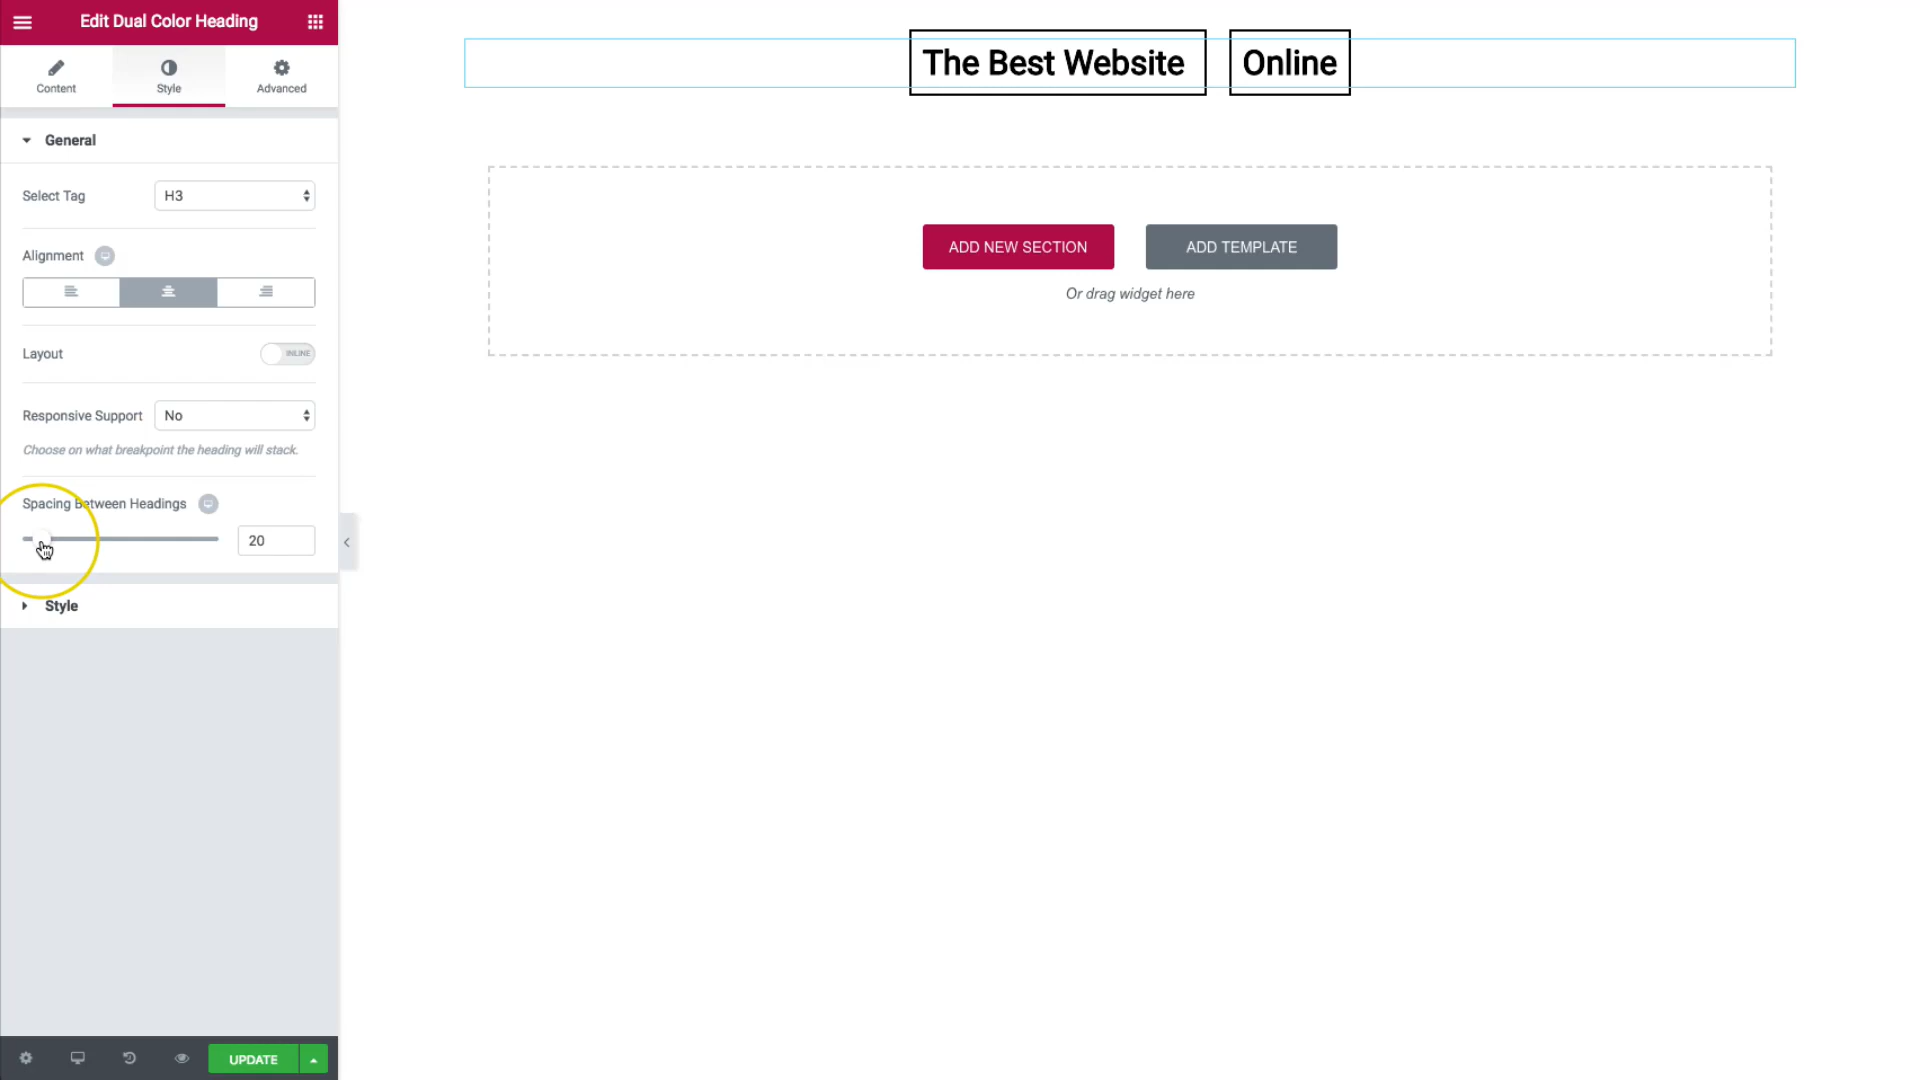 Edit Dual Color Heading
Content
Style
Advanced
General
Select Tag
H3
Alignment
Layout
INLINE
Responsive Support
No
Choose on what breakpoint the heading will stack.
Spacing Between Headings
20
Style
UPDATE
The Best Website
Online
ADD NEW SECTION
ADD TEMPLATE
Or drag widget here